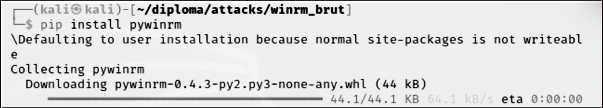 ┌──(kali㉿kali)-[~/diploma/attacks/winrm_brut]
└─$ pip install pywinrm
\Defaulting to user installation because normal site-packages is not writeabl
e
Collecting pywinrm
  Downloading pywinrm-0.4.3-py2.py3-none-any.whl (44 kB)
     ━━━━━━━━━━━━━━━━━━━━━━━━━━━━━━━━ 44.1/44.1 KB 64.1 kB/s eta 0:00:00